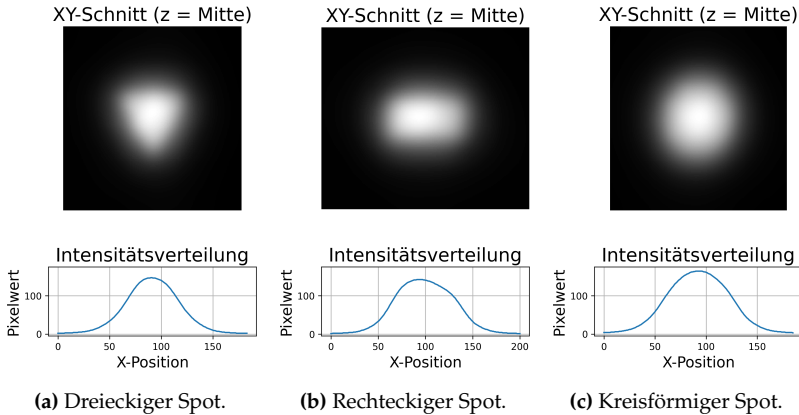 XY-Schnitt (z = Mitte)
XY-Schnitt (z = Mitte)
XY-Schnitt (z = Mitte)
Intensitätsverteilung
Intensitätsverteilung
Intensitätsverteilung
Pixelwert
100
0
0
50
100
150
X-Position
Pixelwert
100
0
0
50
100
150
200
X-Position
Pixelwert
100
0
0
50
100
150
X-Position
(a) Dreieckiger Spot.
(b) Rechteckiger Spot.
(c) Kreisförmiger Spot.